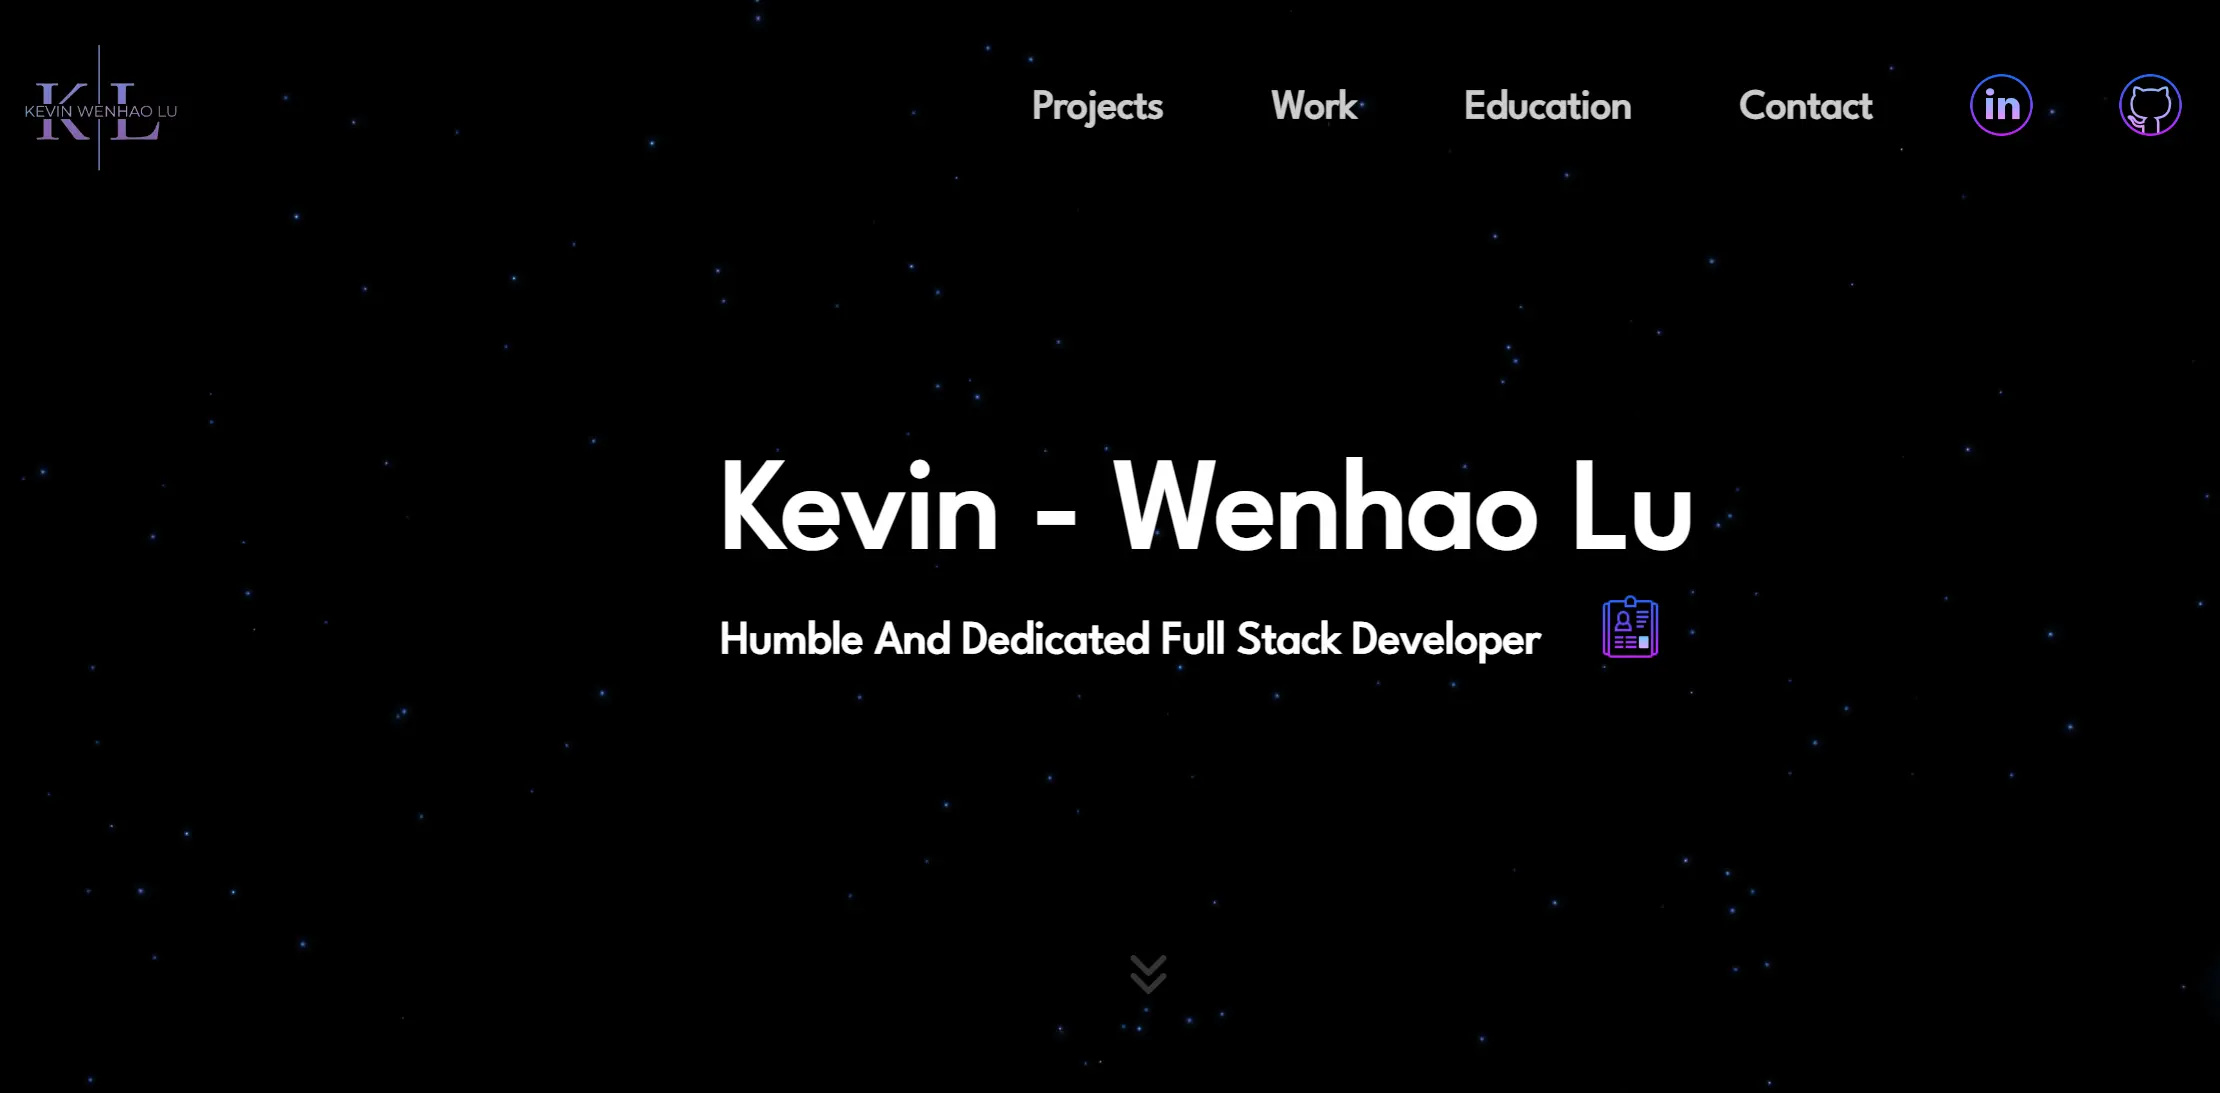 K L
KEVIN WENHAO LU
Projects Work Education Contact in
Kevin - Wenhao Lu
Humble And Dedicated Full Stack Developer